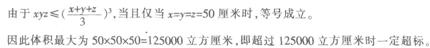 由于 xyz≤(x+y+z/3)³,当且仅当 x=y=z=50 厘米时,等号成立。
因此体积最大为 50×50×50=125000 立方厘米,即超过 125000 立方厘米时一定超标。